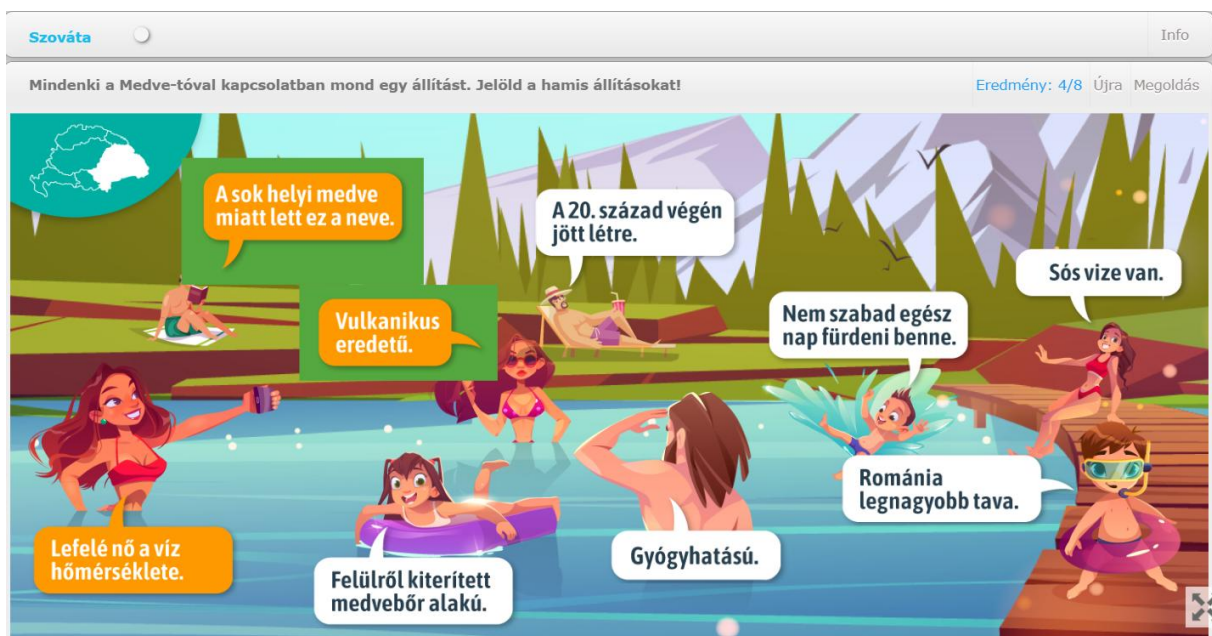 Szováta
Info
Mindenki a Medve-tóval kapcsolatban mond egy állítást. Jelöld a hamis állításokat!
Eredmény: 4/8
Újra
Megoldás
A sok helyi medve
miatt lett ez a neve.
A 20. század végén
jött létre.
Sós vize van.
Vulkanikus
eredetű.
Nem szabad egész
nap fürdeni benne.
Románia
legnagyobb tava.
Lefelé nő a víz
hőmérséklete.
Felülről kiterített
medvebőr alakú.
Gyógyhatású.